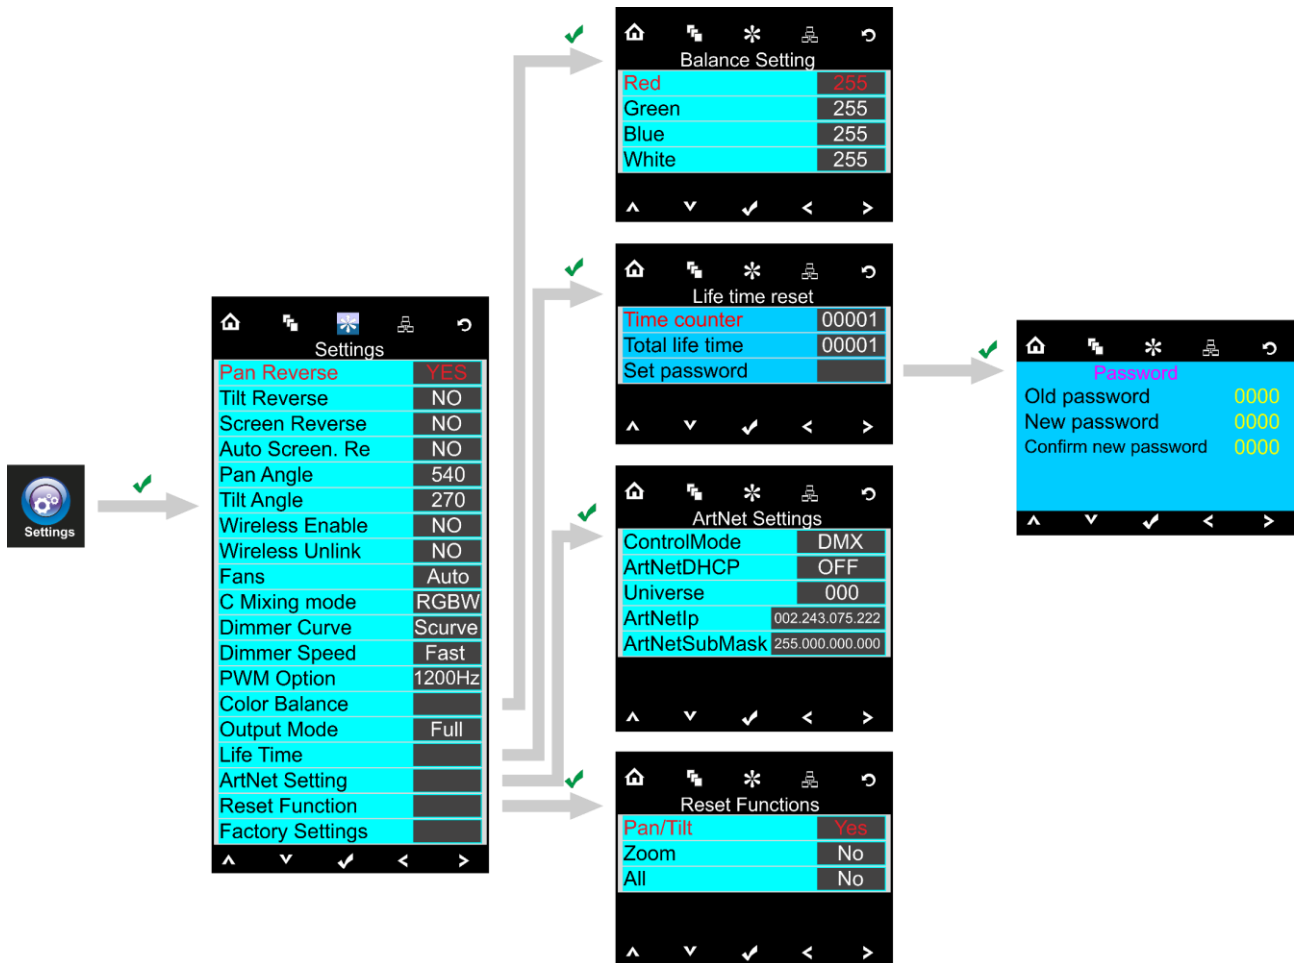 Settings
Settings
Pan Reverse YES
Tilt Reverse NO
Screen Reverse NO
Auto Screen. Re NO
Pan Angle 540
Tilt Angle 270
Wireless Enable NO
Wireless Unlink NO
Fans Auto
C Mixing mode RGBW
Dimmer Curve Scurve
Dimmer Speed Fast
PWM Option 1200Hz
Color Balance
Output Mode Full
Life Time
ArtNet Setting
Reset Function
Factory Settings
Balance Setting
Red 255
Green 255
Blue 255
White 255
Life time reset
Time counter 00001
Total life time 00001
Set password
ArtNet Settings
ControlMode DMX
ArtNetDHCP OFF
Universe 000
ArtNetIp 002.243.075.222
ArtNetSubMask 255.000.000.000
Reset Functions
Pan/Tilt Yes
Zoom No
All No
Password
Old password 0000
New password 0000
Confirm new password 0000